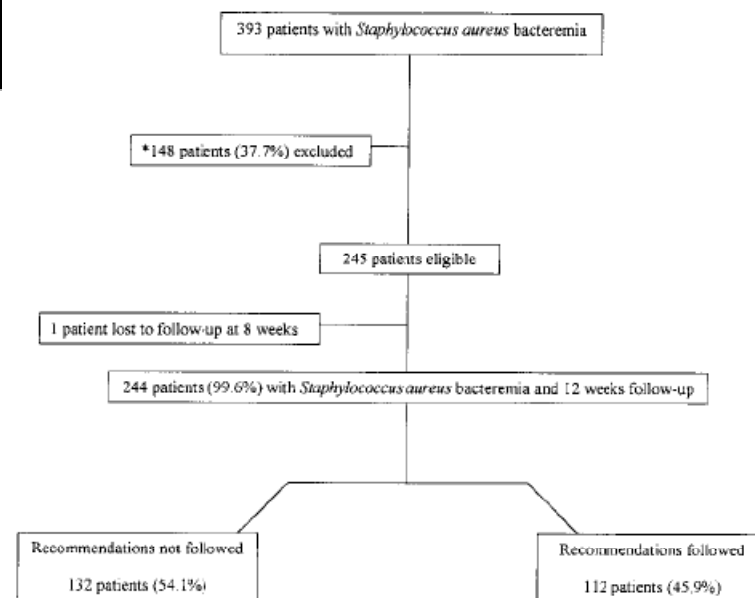 393 patients with Staphylococcus aureus bacteremia
*148 patients (37.7%) excluded
245 patients eligible
1 patient lost to follow-up at 8 weeks
244 patients (99.6%) with Staphylococcus aureus bacteremia and 12 weeks follow-up
Recommendations not followed
132 patients (54.1%)
Recommendations followed
112 patients (45.9%)